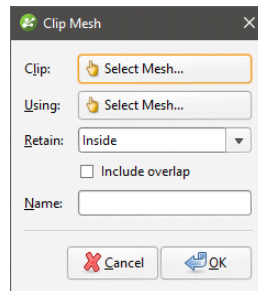 Clip Mesh
Clip: Select Mesh...
Using: Select Mesh...
Retain: Inside
Include overlap
Name:
Cancel OK